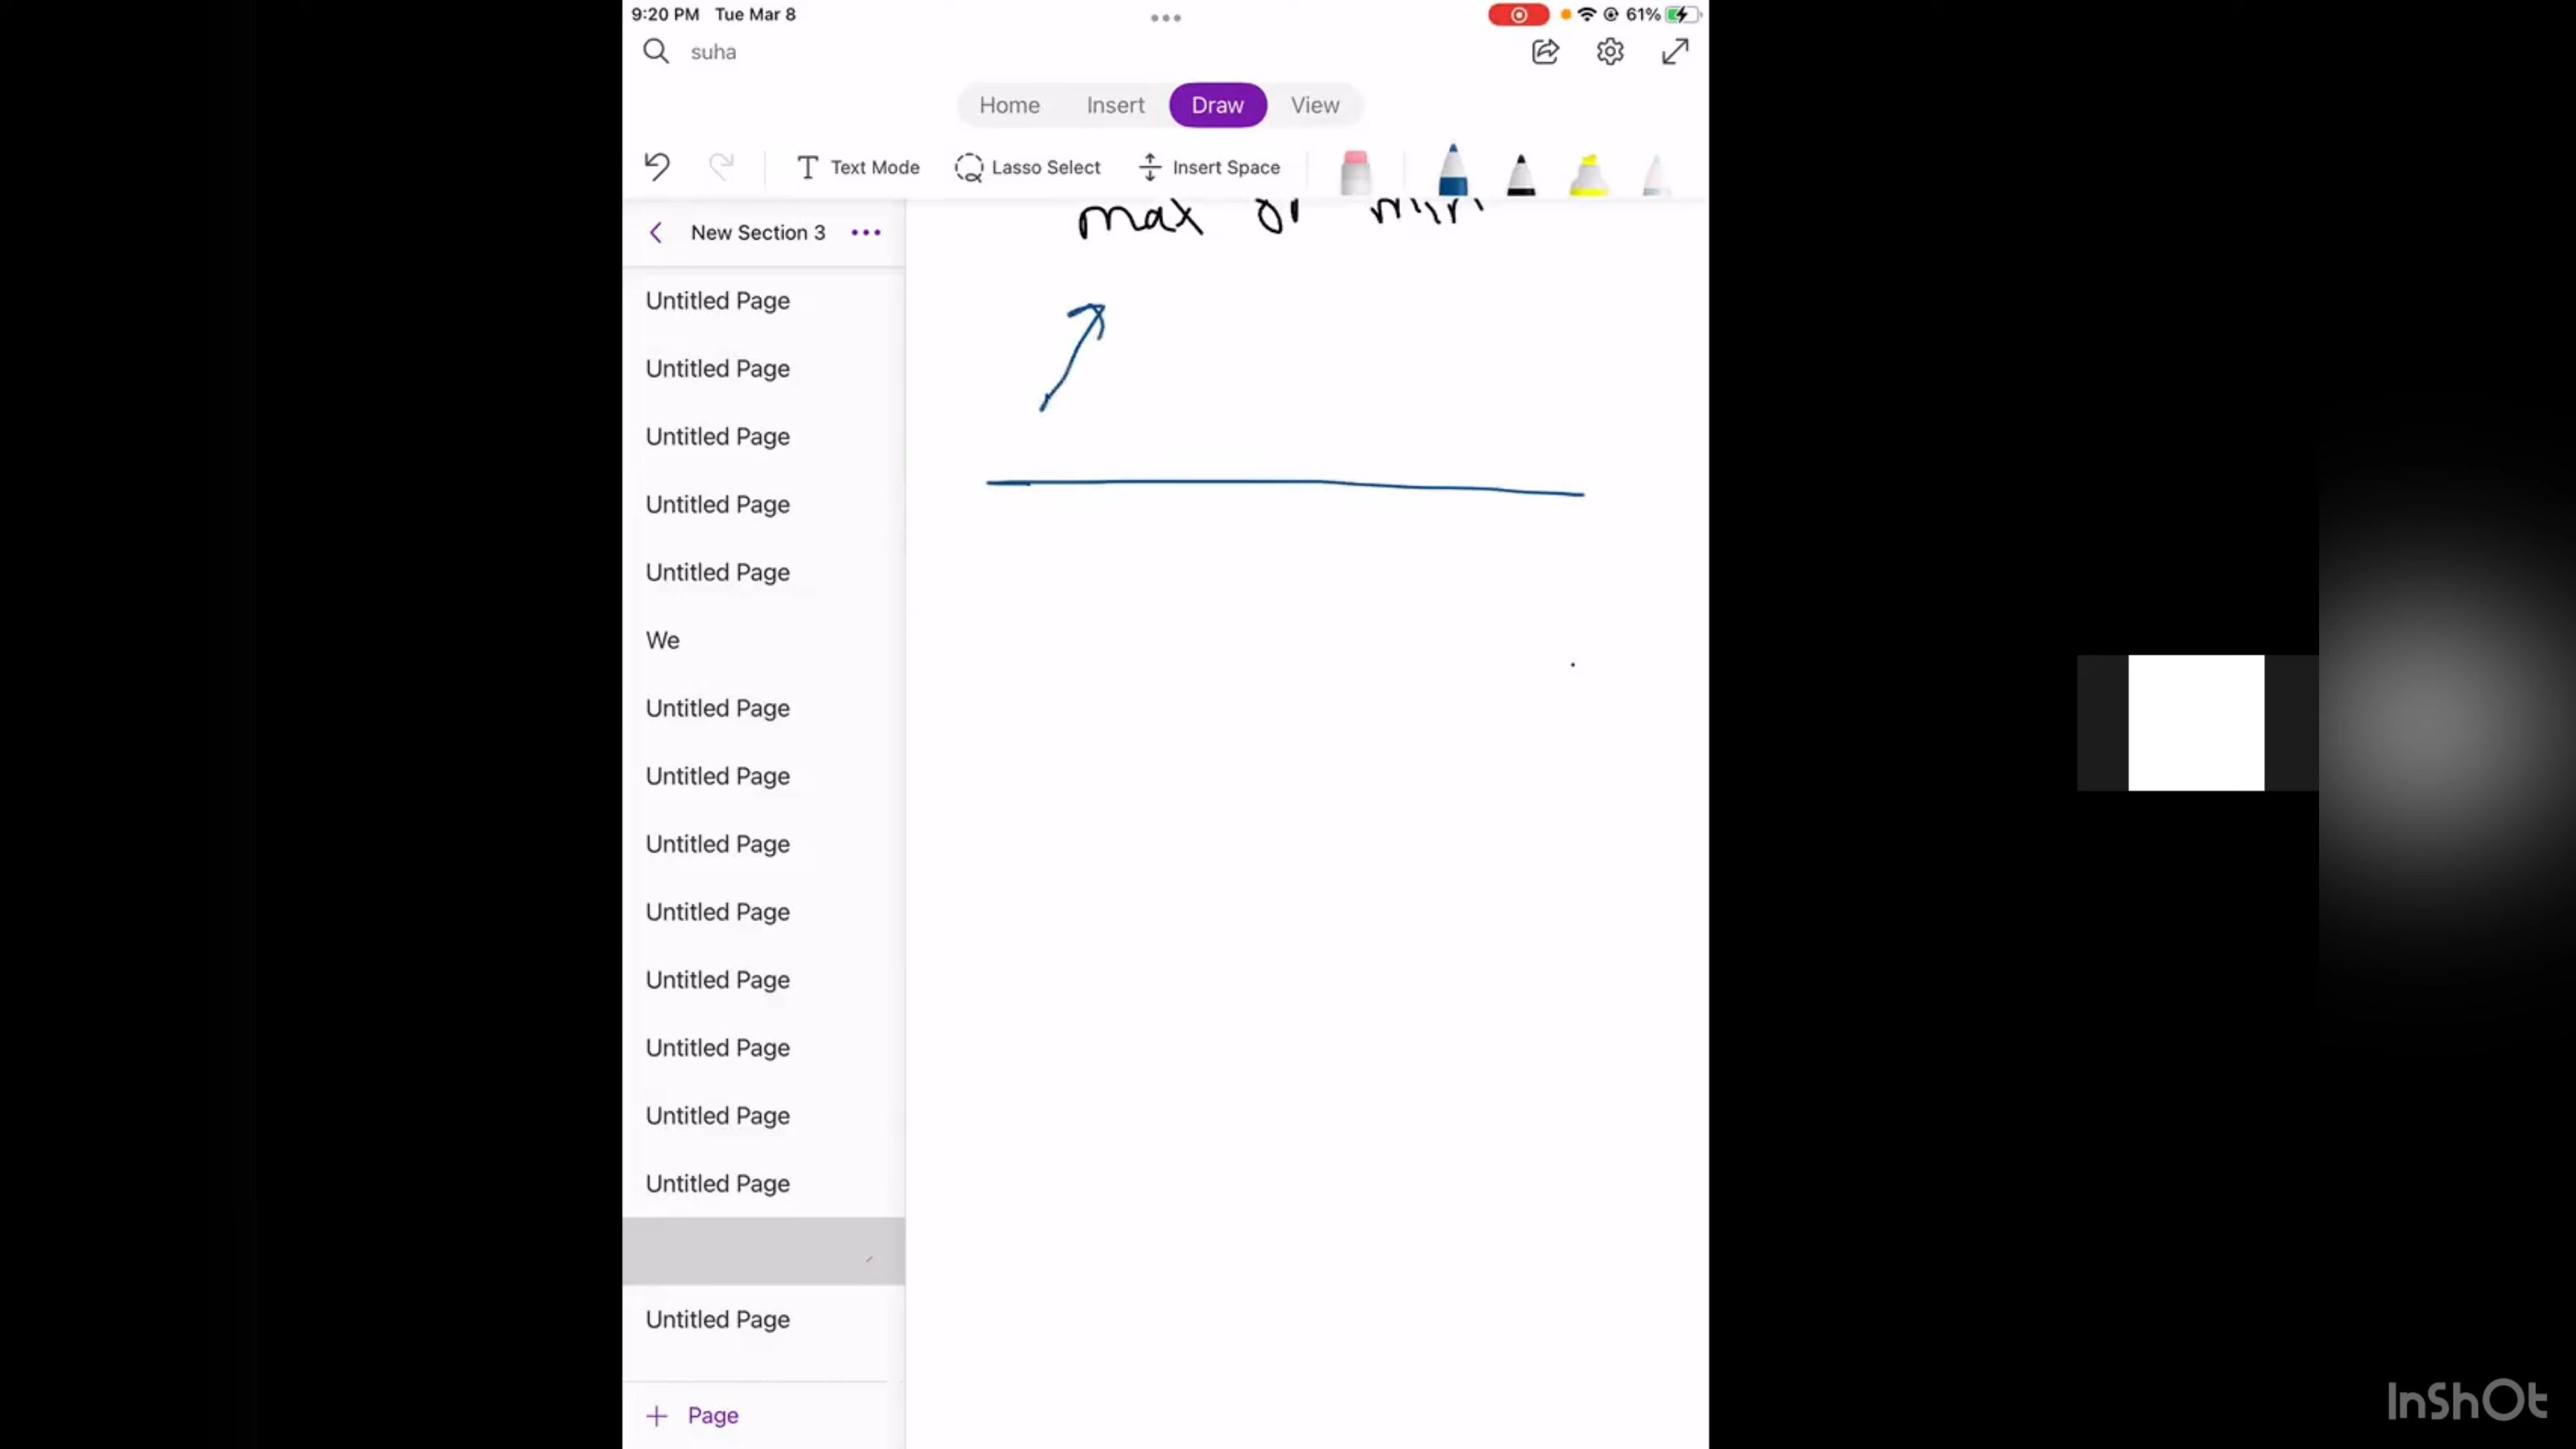 9:20 PM Tue Mar 8
61%
suha
Home Insert Draw View
Text Mode Lasso Select Insert Space
New Section 3
max or min
Untitled Page
Untitled Page
Untitled Page
Untitled Page
Untitled Page
We
Untitled Page
Untitled Page
Untitled Page
Untitled Page
Untitled Page
Untitled Page
Untitled Page
Untitled Page
Untitled Page
+ Page
InShOt